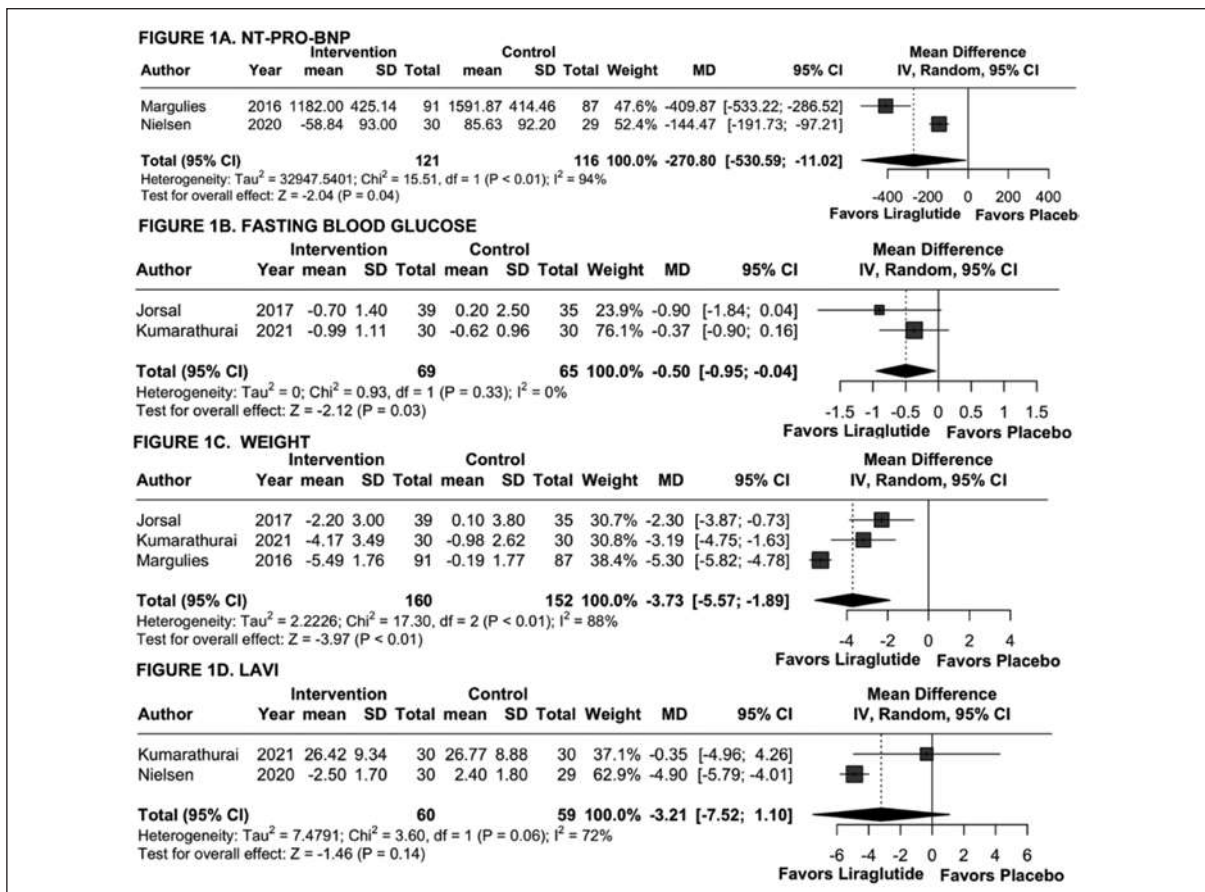 FIGURE 1A. NT-PRO-BNP
Intervention Control Mean Difference
Author Year mean SD Total mean SD Total Weight MD 95% CI IV, Random, 95% CI
Margulies 2016 1182.00 425.14 91 1591.87 414.46 87 47.6% -409.87 [-533.22; -286.52]
Nielsen 2020 -58.84 93.00 30 85.63 92.20 29 52.4% -144.47 [-191.73; -97.21]
Total (95% CI) 121 116 100.0% -270.80 [-530.59; -11.02]
Heterogeneity: Tau² = 32947.5401; Chi² = 15.51, df = 1 (P < 0.01); I² = 94%
Test for overall effect: Z = -2.04 (P = 0.04)
-400 -200 0 200 400
Favors Liraglutide Favors Placebo
FIGURE 1B. FASTING BLOOD GLUCOSE
Intervention Control Mean Difference
Author Year mean SD Total mean SD Total Weight MD 95% CI IV, Random, 95% CI
Jorsal 2017 -0.70 1.40 39 0.20 2.50 35 23.9% -0.90 [-1.84; 0.04]
Kumarathurai 2021 -0.99 1.11 30 -0.62 0.96 30 76.1% -0.37 [-0.90; 0.16]
Total (95% CI) 69 65 100.0% -0.50 [-0.95; -0.04]
Heterogeneity: Tau² = 0; Chi² = 0.93, df = 1 (P = 0.33); I² = 0%
Test for overall effect: Z = -2.12 (P = 0.03)
-1.5 -1 -0.5 0 0.5 1 1.5
Favors Liraglutide Favors Placebo
FIGURE 1C. WEIGHT
Intervention Control Mean Difference
Author Year mean SD Total mean SD Total Weight MD 95% CI IV, Random, 95% CI
Jorsal 2017 -2.20 3.00 39 0.10 3.80 35 30.7% -2.30 [-3.87; -0.73]
Kumarathurai 2021 -4.17 3.49 30 -0.98 2.62 30 30.8% -3.19 [-4.75; -1.63]
Margulies 2016 -5.49 1.76 91 -0.19 1.77 87 38.4% -5.30 [-5.82; -4.78]
Total (95% CI) 160 152 100.0% -3.73 [-5.57; -1.89]
Heterogeneity: Tau² = 2.2226; Chi² = 17.30, df = 2 (P < 0.01); I² = 88%
Test for overall effect: Z = -3.97 (P < 0.01)
-4 -2 0 2 4
Favors Liraglutide Favors Placebo
FIGURE 1D. LAVI
Intervention Control Mean Difference
Author Year mean SD Total mean SD Total Weight MD 95% CI IV, Random, 95% CI
Kumarathurai 2021 26.42 9.34 30 26.77 8.88 30 37.1% -0.35 [-4.96; 4.26]
Nielsen 2020 -2.50 1.70 30 2.40 1.80 29 62.9% -4.90 [-5.79; -4.01]
Total (95% CI) 60 59 100.0% -3.21 [-7.52; 1.10]
Heterogeneity: Tau² = 7.4791; Chi² = 3.60, df = 1 (P = 0.06); I² = 72%
Test for overall effect: Z = -1.46 (P = 0.14)
-6 -4 -2 0 2 4 6
Favors Liraglutide Favors Placebo